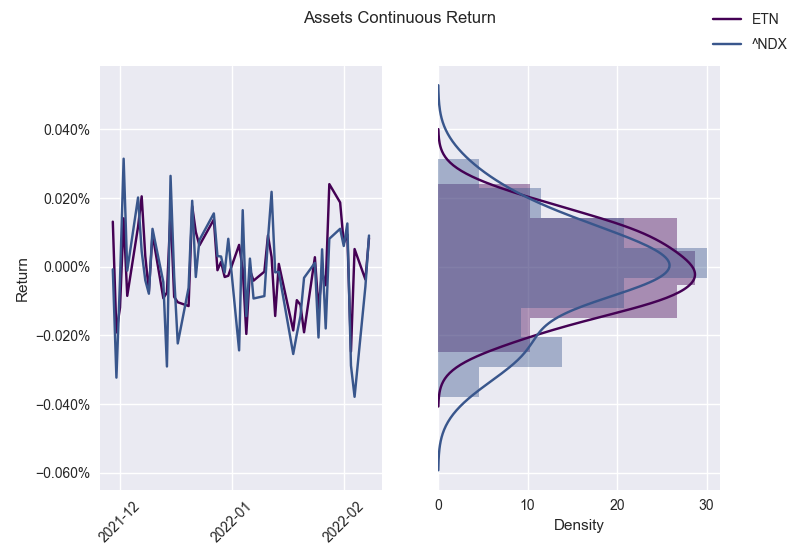 Assets Continuous Return
ETN
^NDX
Return
0.040%
0.020%
0.000%
−0.020%
−0.040%
−0.060%
2021-12
2022-01
2022-02
0
10
20
30
Density